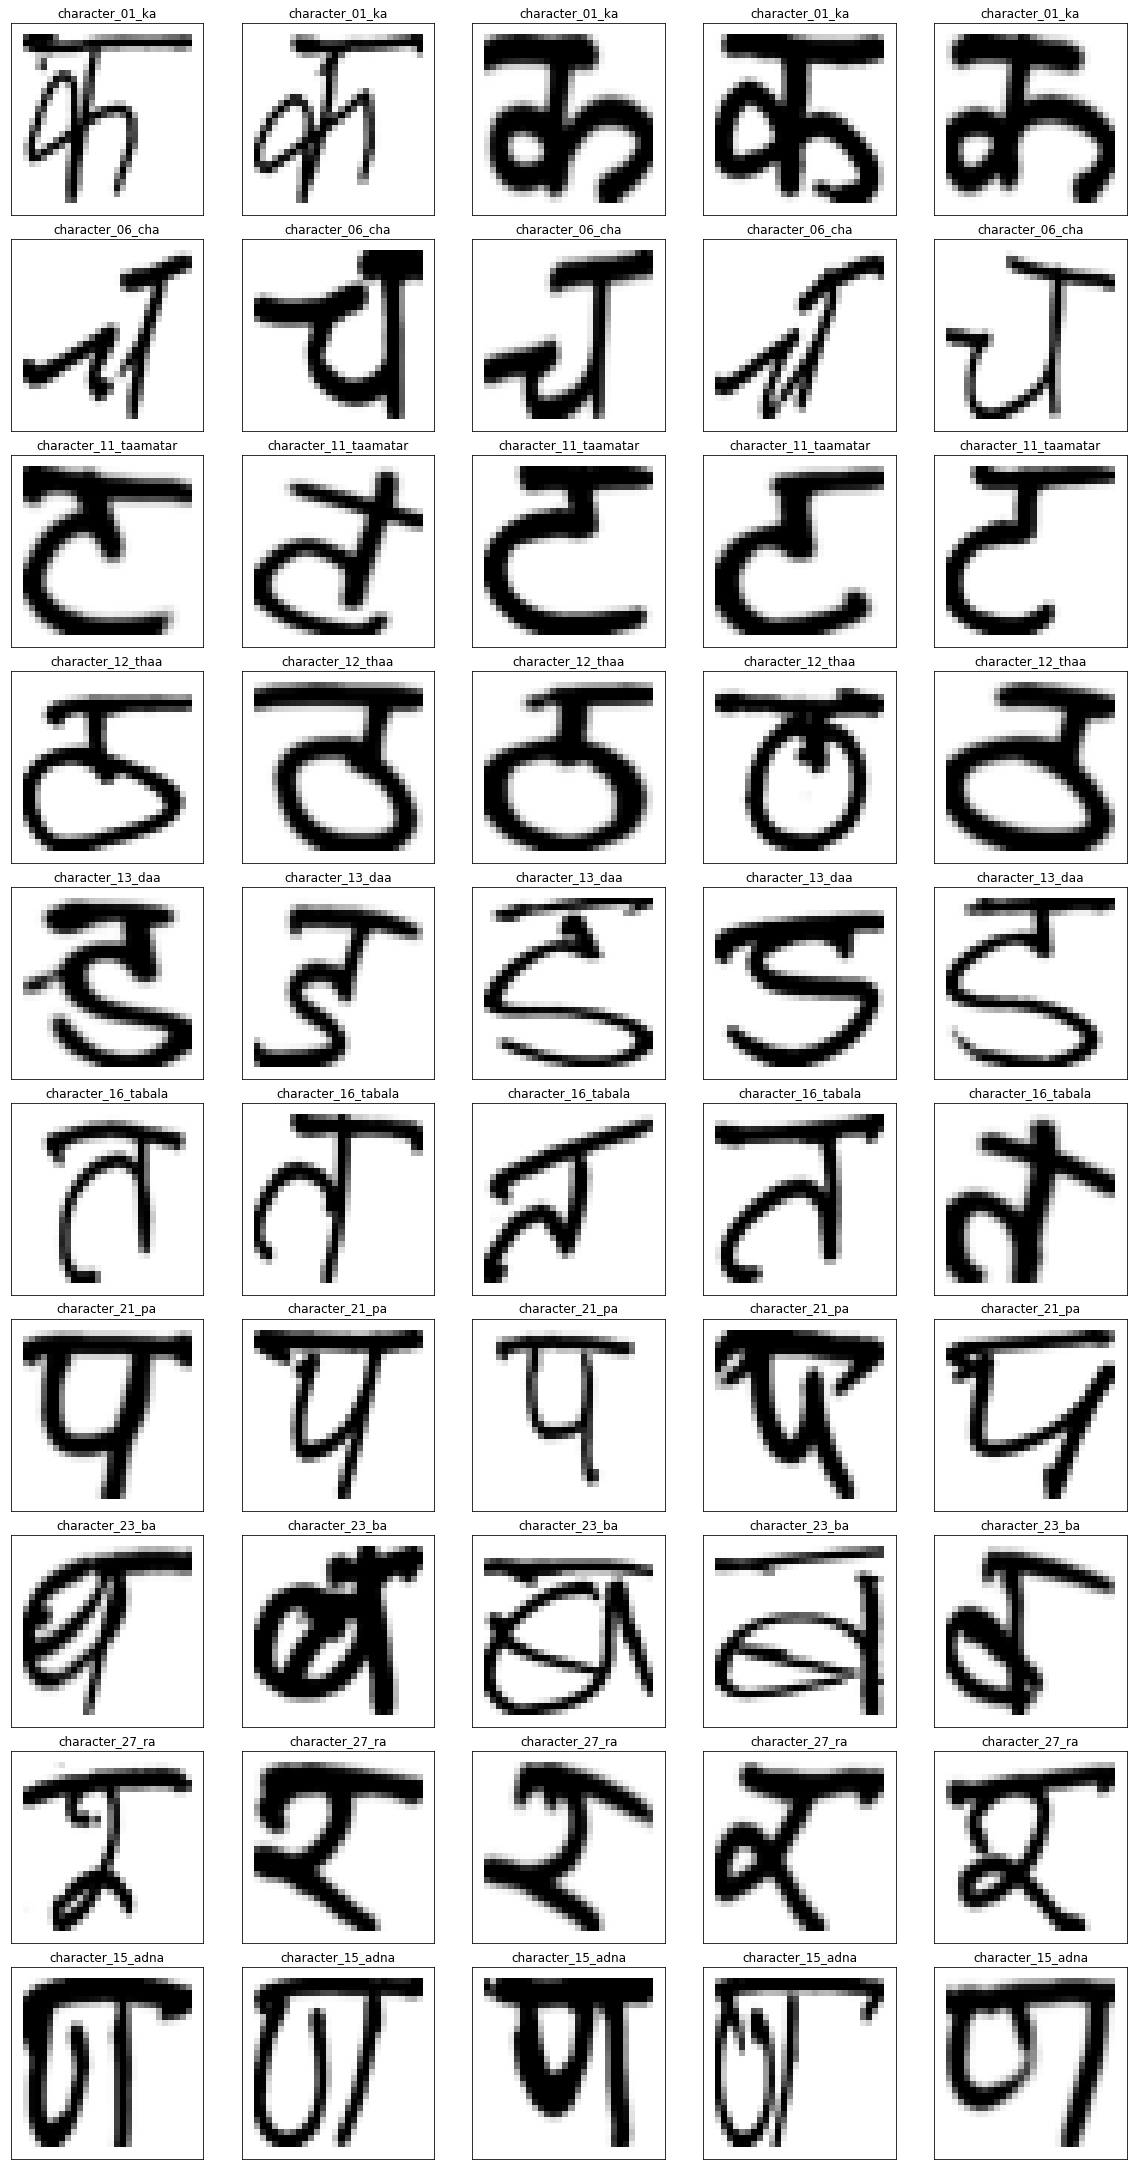 character_01_ka character_01_ka character_01_ka character_01_ka character_01_ka
क क क क क
character_06_cha character_06_cha character_06_cha character_06_cha character_06_cha
च च च च च
character_11_taamatar character_11_taamatar character_11_taamatar character_11_taamatar character_11_taamatar
ट ट ट ट ट
character_12_thaa character_12_thaa character_12_thaa character_12_thaa character_12_thaa
ठ ठ ठ ठ ठ
character_13_daa character_13_daa character_13_daa character_13_daa character_13_daa
ड ड ड ड ड
character_16_tabala character_16_tabala character_16_tabala character_16_tabala character_16_tabala
त त त त त
character_21_pa character_21_pa character_21_pa character_21_pa character_21_pa
प प प प प
character_23_ba character_23_ba character_23_ba character_23_ba character_23_ba
ब ब ब ब ब
character_27_ra character_27_ra character_27_ra character_27_ra character_27_ra
र र र र र
character_15_adna character_15_adna character_15_adna character_15_adna character_15_adna
ण ण ण ण ण